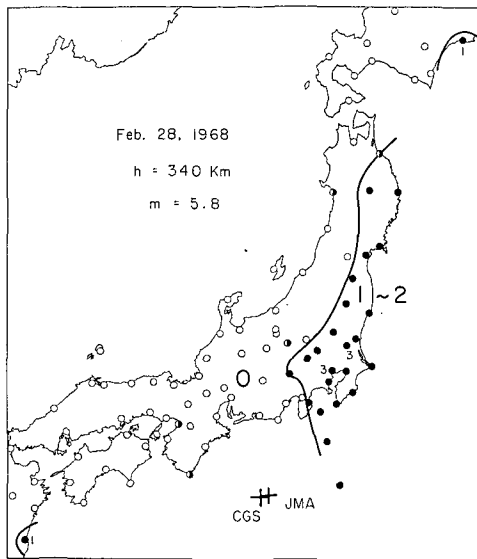 1
Feb. 28, 1968
h = 340 Km
m = 5.8
1 ~ 2
3
3
0
CGS JMA
1